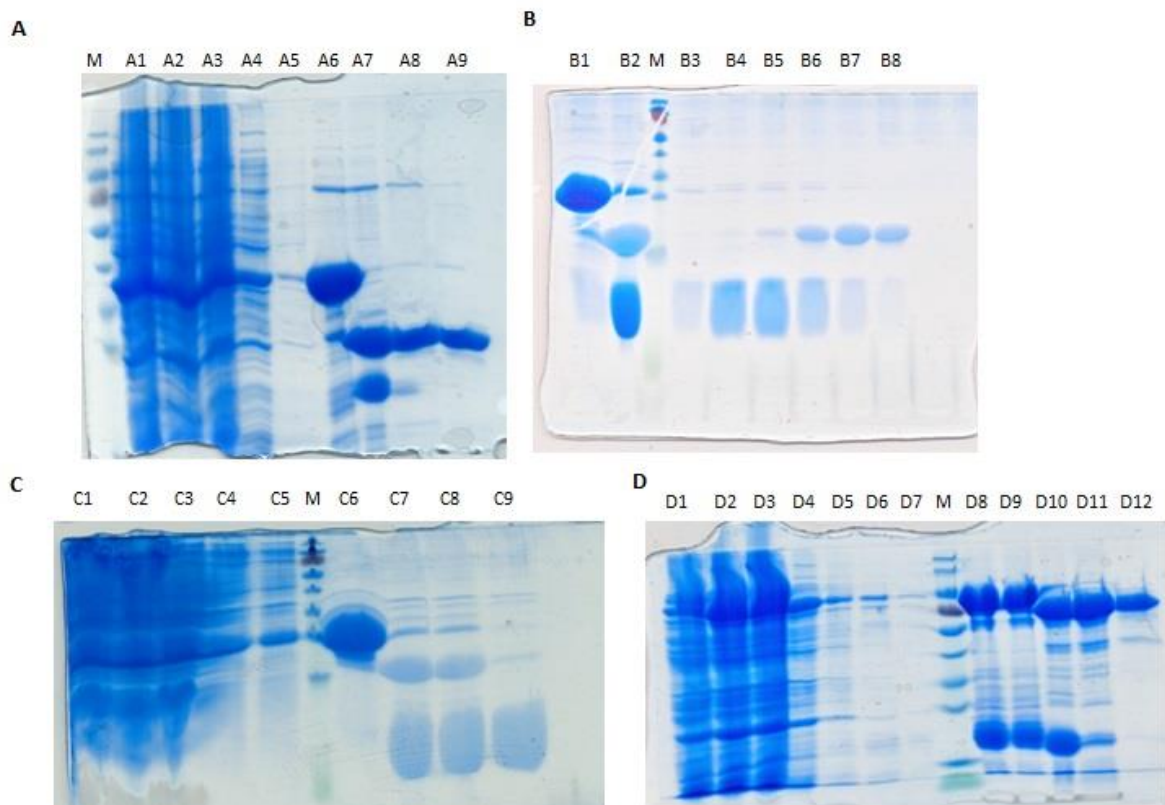 A
M A1 A2 A3 A4 A5 A6 A7 A8 A9
B
B1 B2 M B3 B4 B5 B6 B7 B8
C
C1 C2 C3 C4 C5 M C6 C7 C8 C9
D
D1 D2 D3 D4 D5 D6 D7 M D8 D9 D10 D11 D12